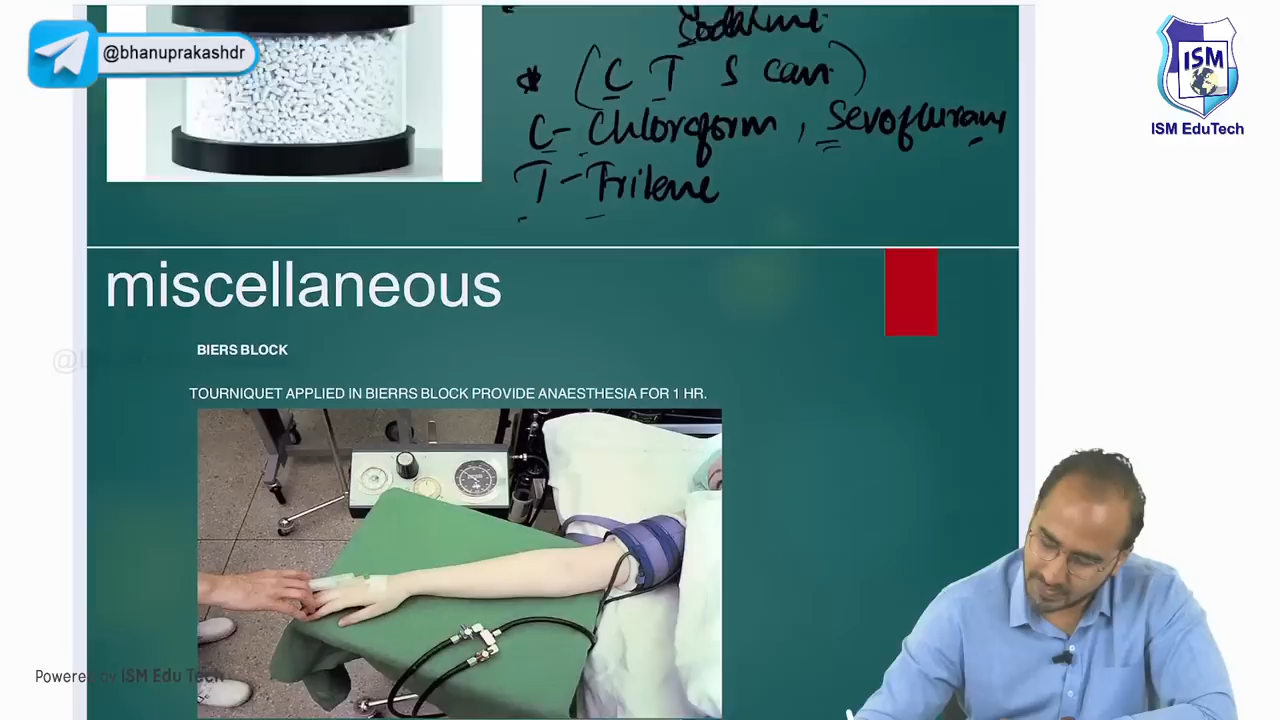 Sodalime
@bhanuprakashdr
* (C T S can)
C - Chloroform, Sevoflurane
T - Trilene
ISM
ISM EduTech
miscellaneous
BIERS BLOCK
TOURNIQUET APPLIED IN BIERRS BLOCK PROVIDE ANAESTHESIA FOR 1 HR.
Powered by ISM Edu Tech